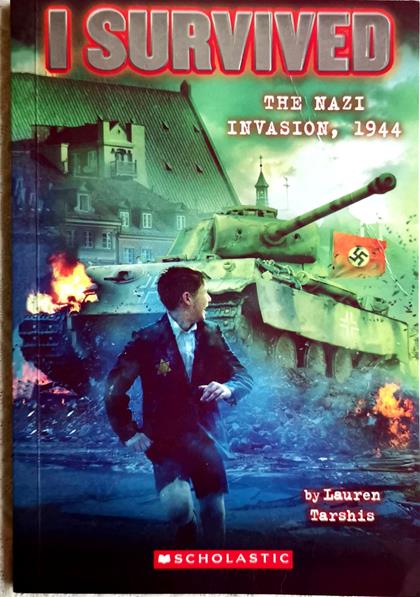 I SURVIVED
THE NAZI
INVASION, 1944
by Lauren
Tarshis
SCHOLASTIC